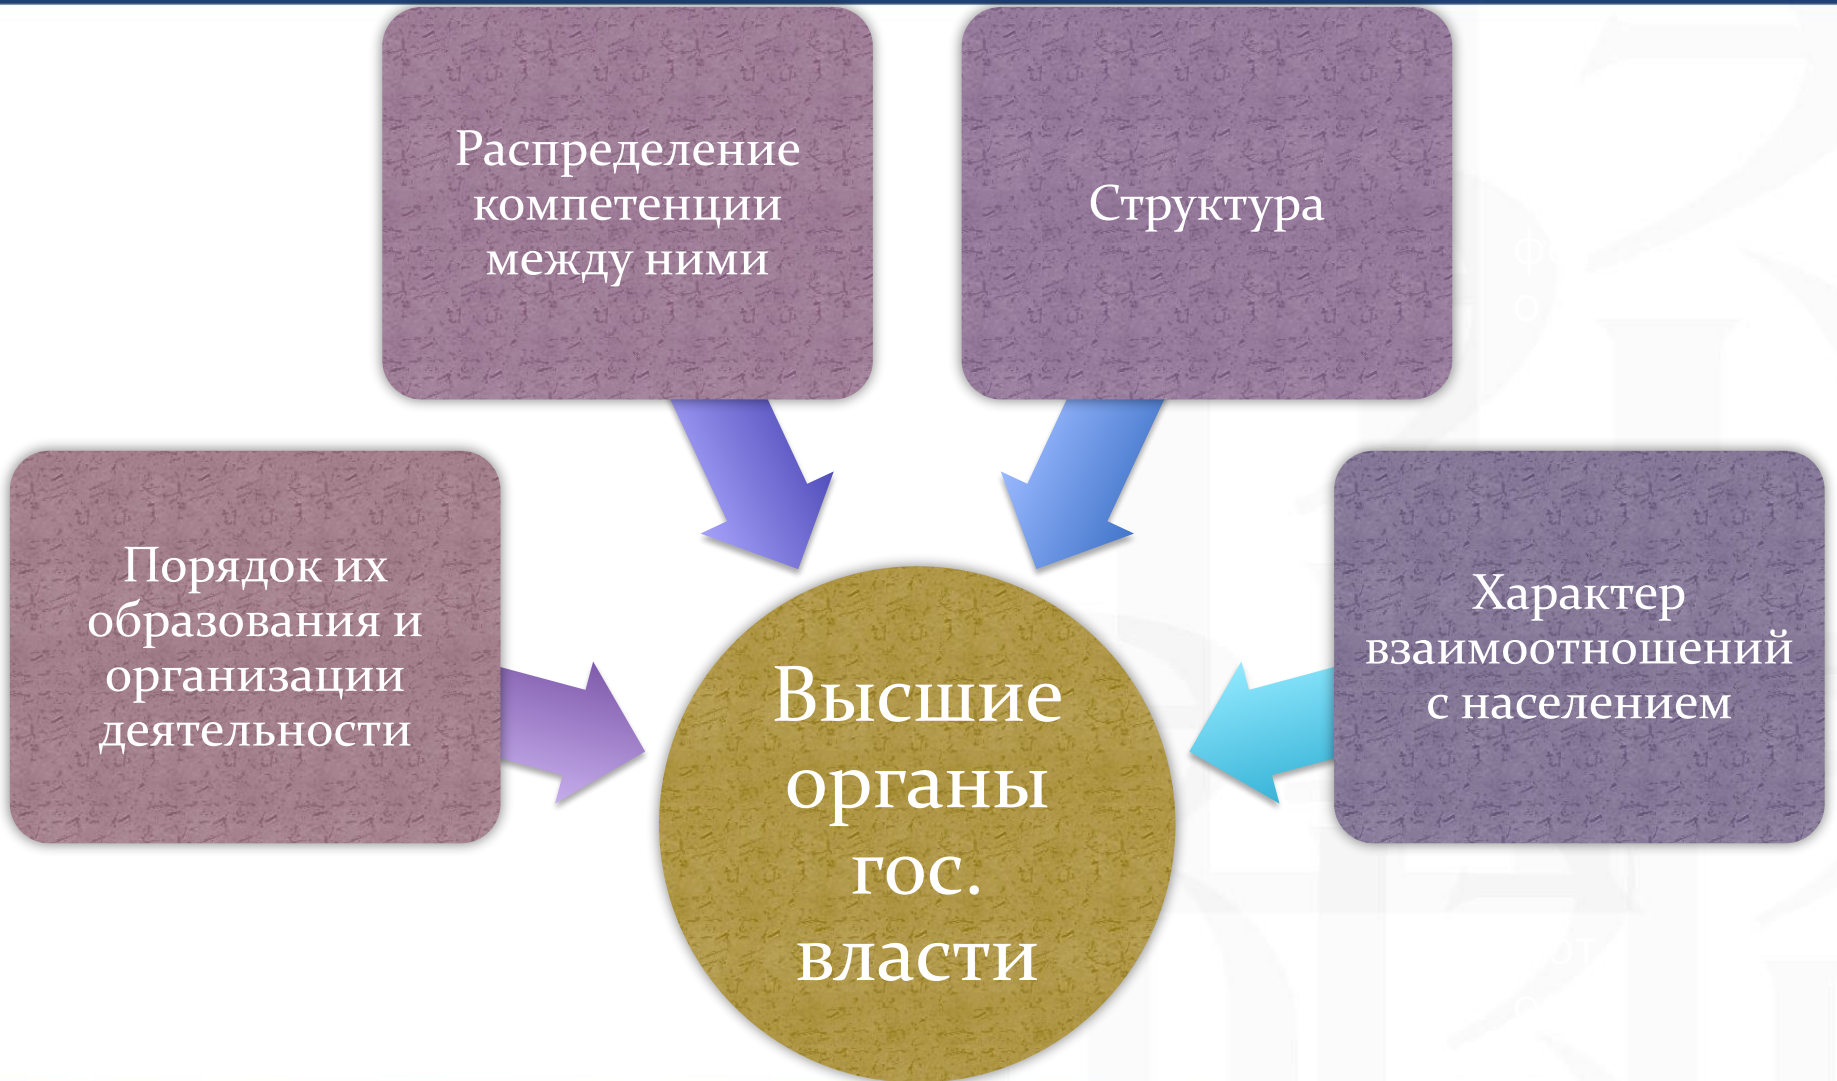 Распределение
компетенции
между ними
Структура
Порядок их
образования и
организации
деятельности
Характер
взаимоотношений
с населением
Высшие
органы
гос.
власти